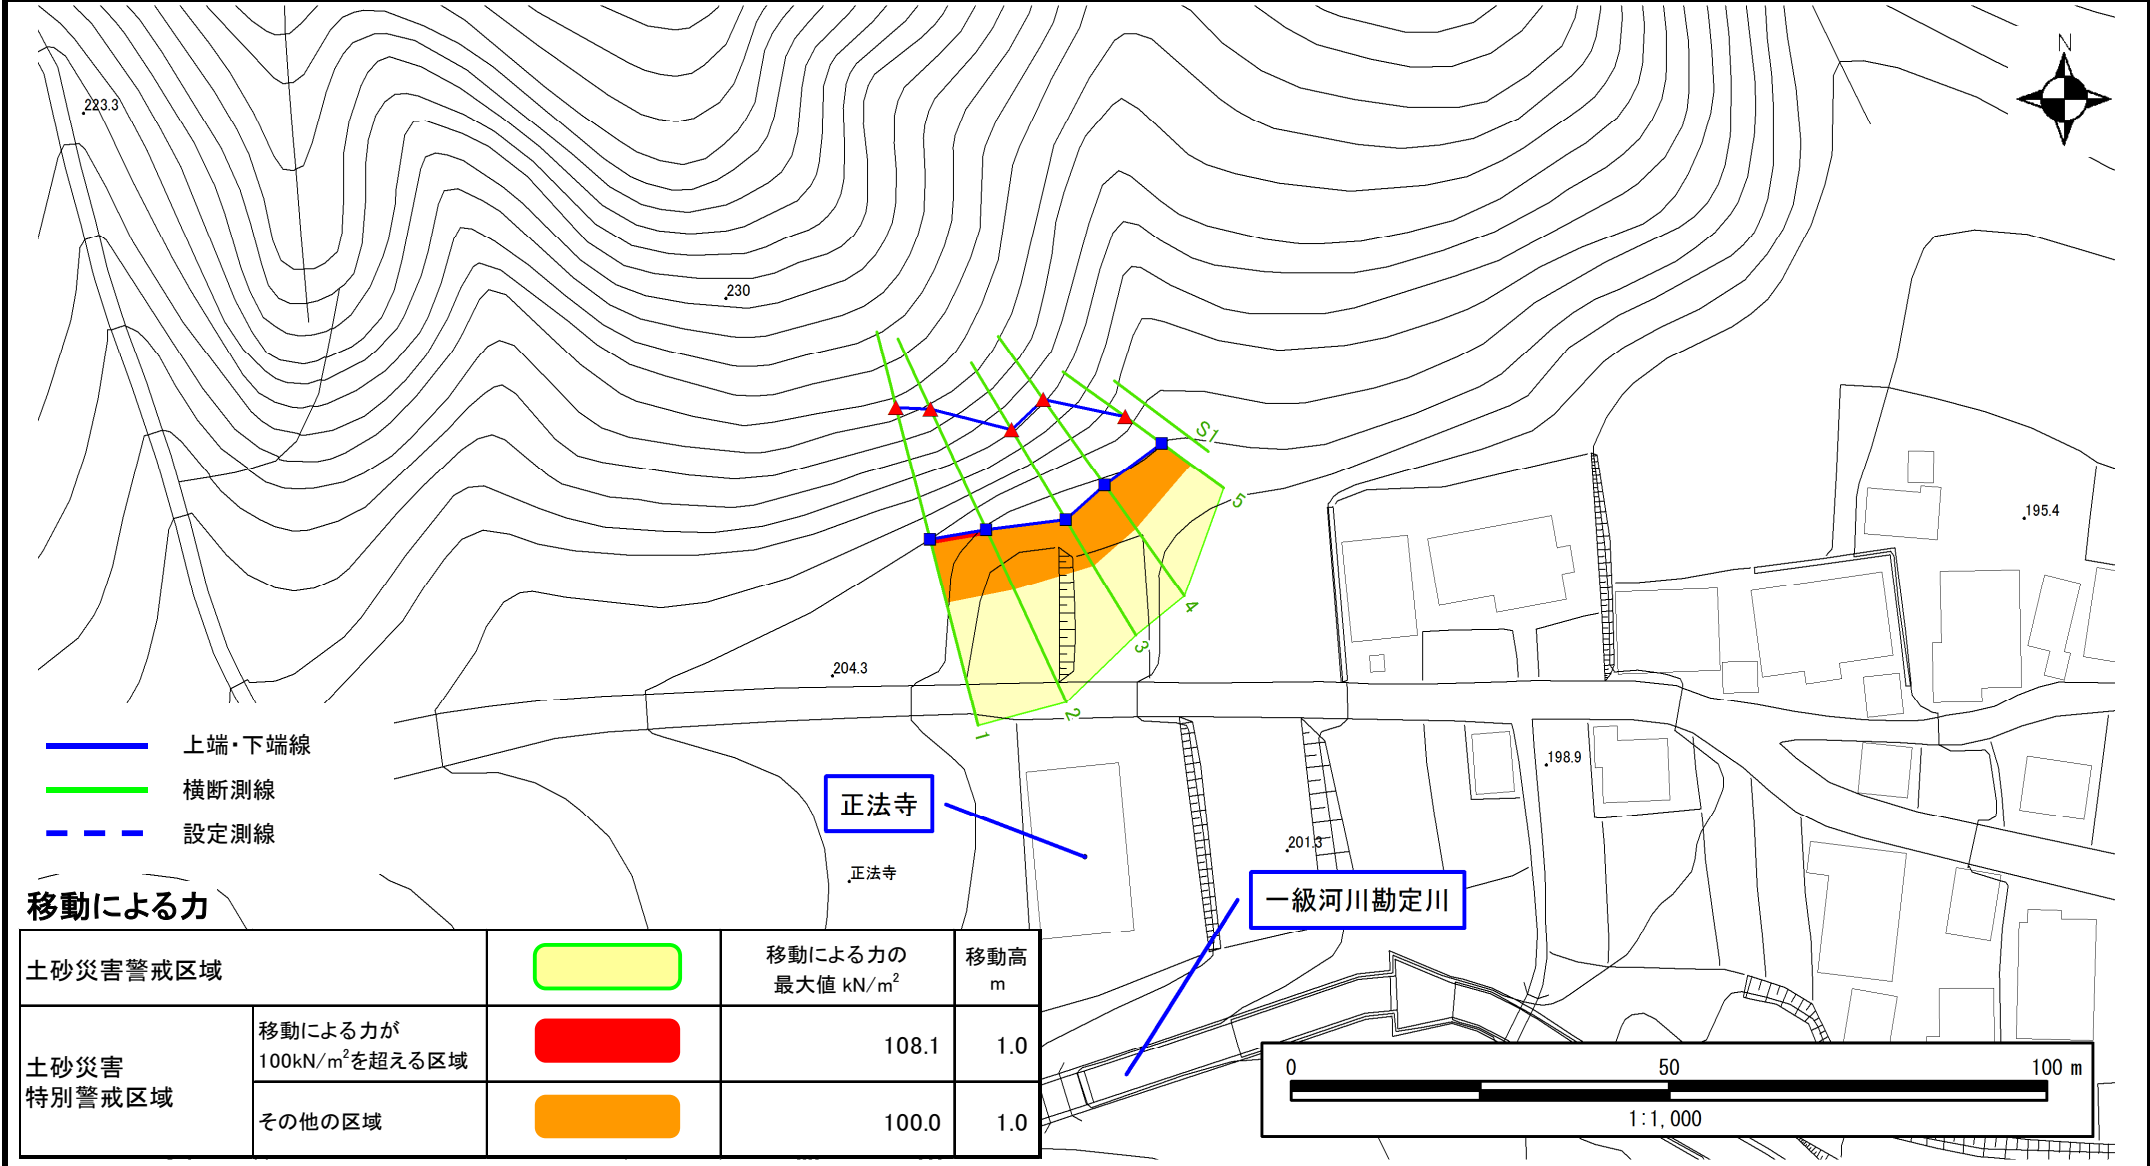 N
223.3
230
S1
5
195.4
4
3
204.3
2
1
上端・下端線
横断測線
設定測線
198.9
正法寺
201.3
正法寺
一級河川勘定川
移動による力
土砂災害警戒区域
移動による力の
最大値 kN/m²
移動高
m
土砂災害
特別警戒区域
移動による力が
100kN/m²を超える区域
108.1
1.0
その他の区域
100.0
1.0
0 50 100 m
1:1,000